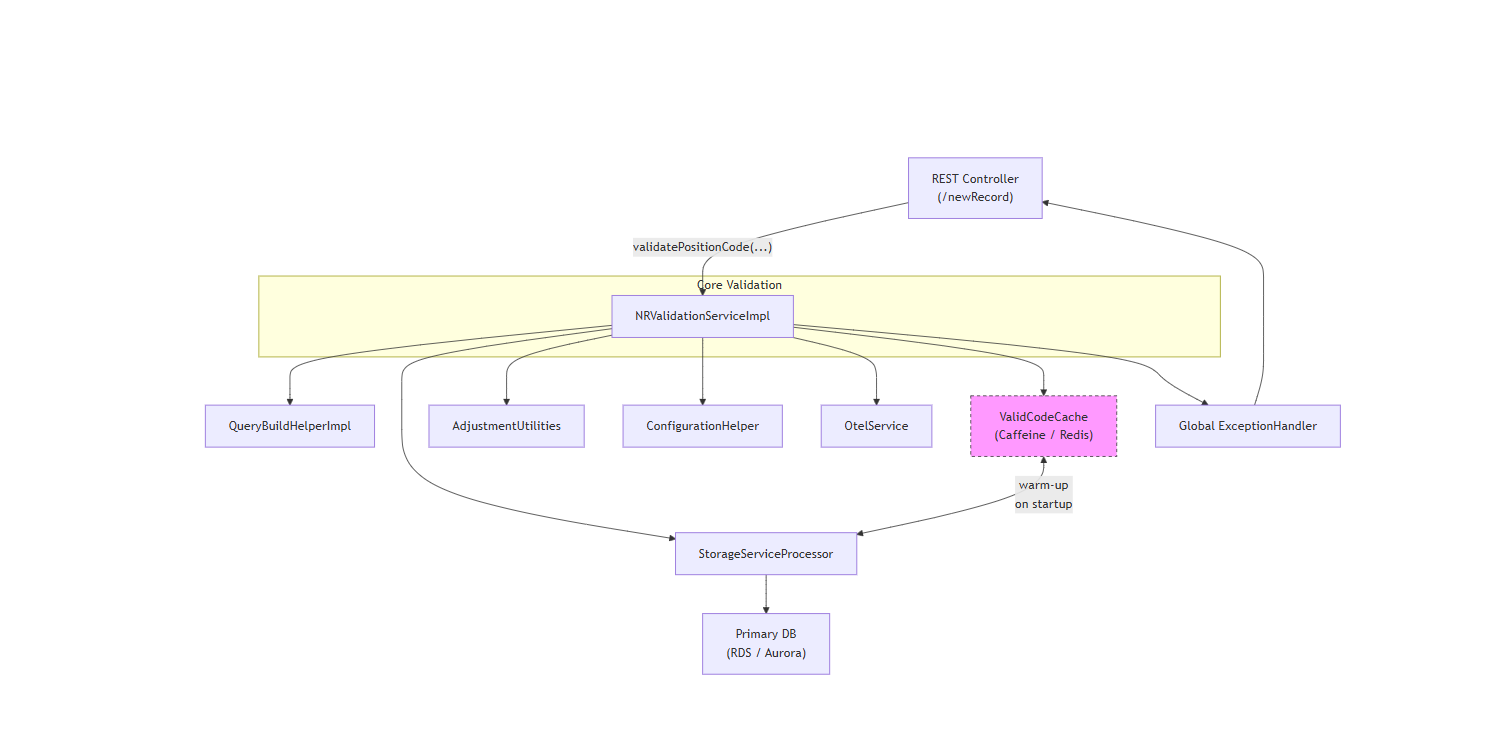 REST Controller
(/newRecord)
validatePositionCode(...)
Core Validation
NRValidationServiceImpl
QueryBuildHelperImpl
AdjustmentUtilities
ConfigurationHelper
OtelService
ValidCodeCache
(Caffeine / Redis)
Global ExceptionHandler
warm-up
on startup
StorageServiceProcessor
Primary DB
(RDS / Aurora)